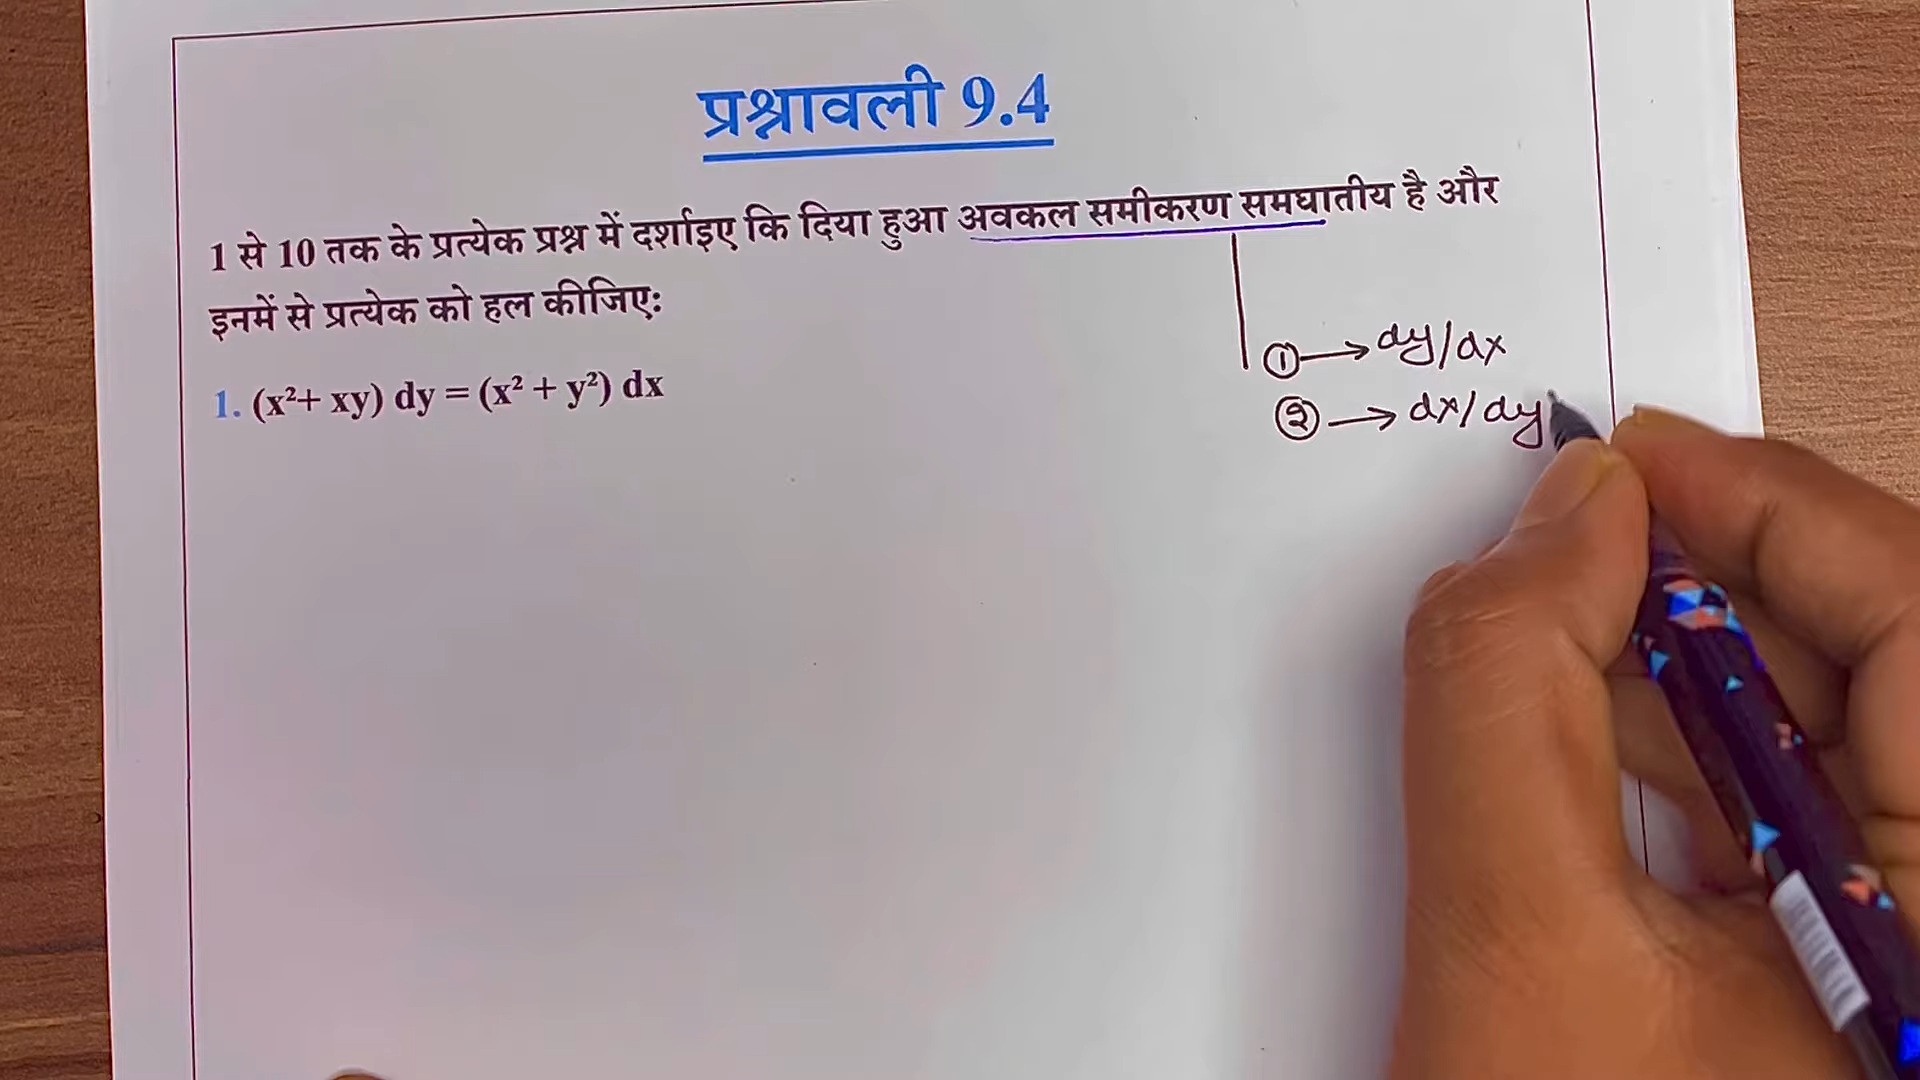 प्रश्नावली 9.4
1 से 10 तक के प्रत्येक प्रश्न में दर्शाइए कि दिया हुआ अवकल समीकरण समघातीय है और
इनमें से प्रत्येक को हल कीजिए:
1. (x²+ xy) dy = (x² + y²) dx
① → dy/dx
② → dx/dy